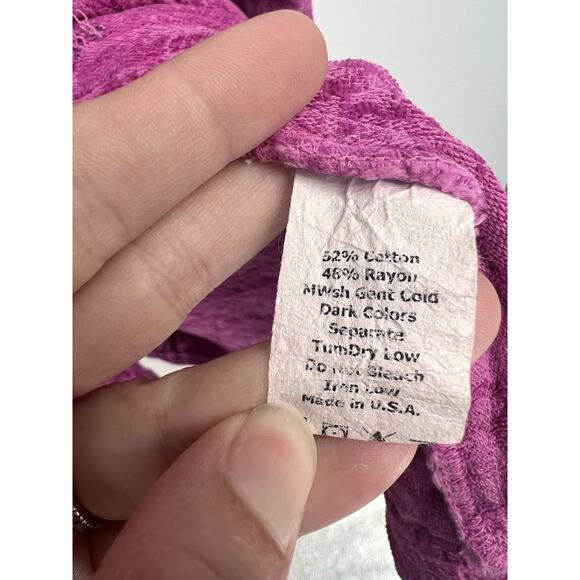 52% Cotton
48% Rayon
MWsh Gent Cold
Dark Colors
Separate
TumDry Low
Do Not Bleach
Iron Low
Made in U.S.A.